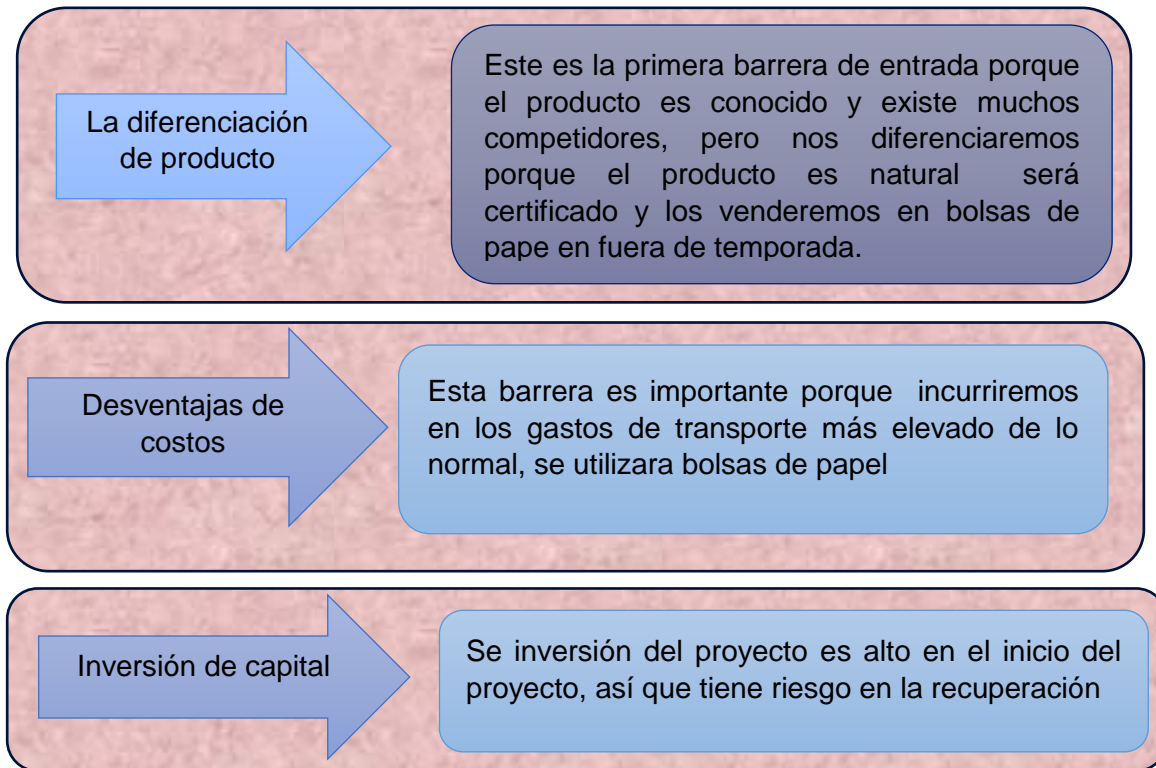 La diferenciación
de producto
Este es la primera barrera de entrada porque
el producto es conocido y existe muchos
competidores, pero nos diferenciaremos
porque el producto es natural será
certificado y los venderemos en bolsas de
pape en fuera de temporada.
Desventajas de
costos
Esta barrera es importante porque incurriremos
en los gastos de transporte más elevado de lo
normal, se utilizara bolsas de papel
Inversión de capital
Se inversión del proyecto es alto en el inicio del
proyecto, así que tiene riesgo en la recuperación